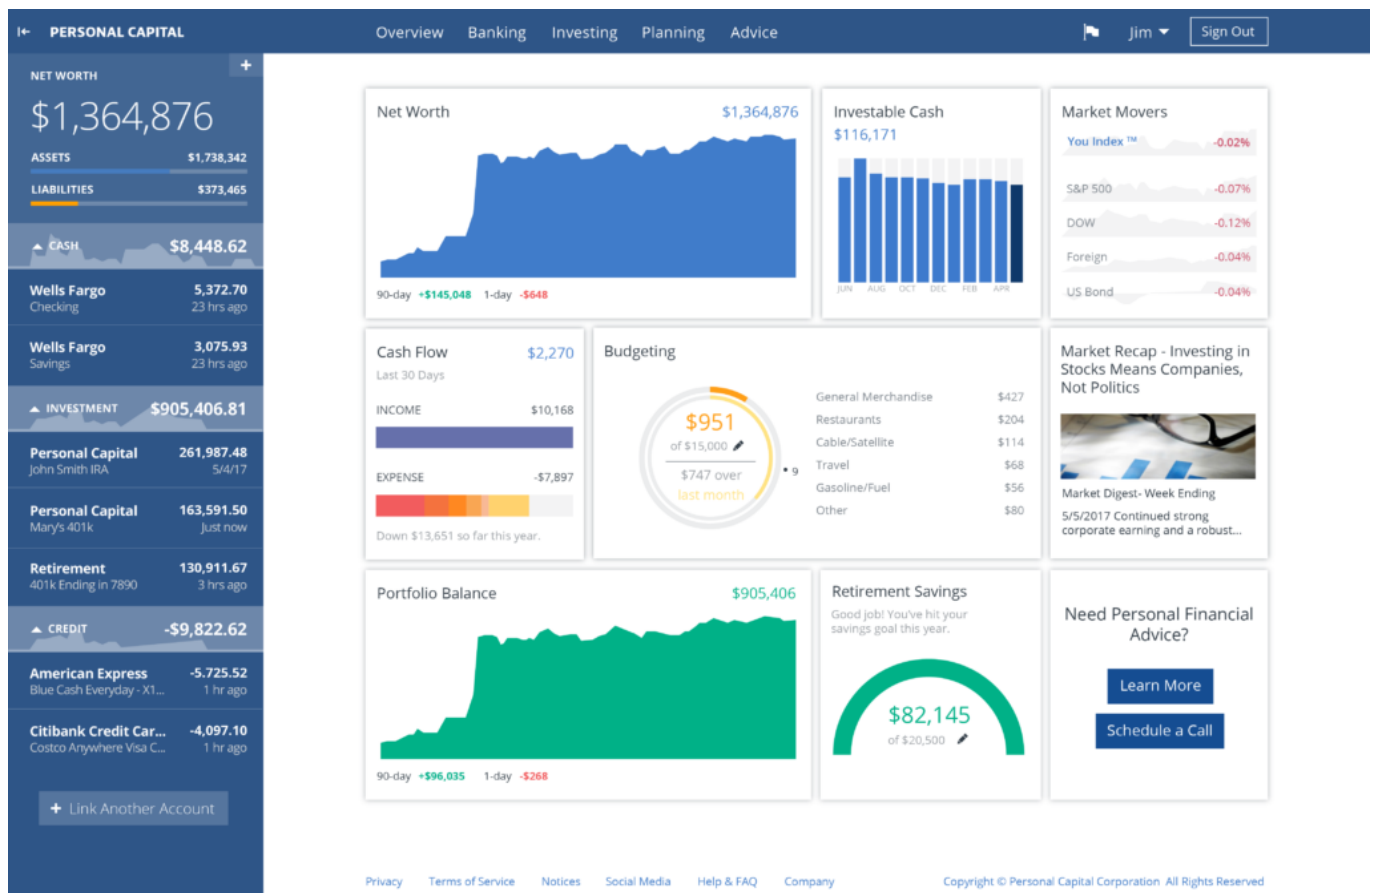 PERSONAL CAPITAL
Overview Banking Investing Planning Advice
Jim
Sign Out
+
NET WORTH
$1,364,876
ASSETS $1,738,342
LIABILITIES $373,465
CASH $8,448.62
Wells Fargo 5,372.70
Checking 23 hrs ago
Wells Fargo 3,075.93
Savings 23 hrs ago
INVESTMENT $905,406.81
Personal Capital 261,987.48
John Smith IRA 5/4/17
Personal Capital 163,591.50
Mary's 401k Just now
Retirement 130,911.67
401k Ending in 7890 3 hrs ago
CREDIT -$9,822.62
American Express -5.725.52
Blue Cash Everyday - X1... 1 hr ago
Citibank Credit Car... -4,097.10
Costco Anywhere Visa C... 1 hr ago
+ Link Another Account
Net Worth $1,364,876
90-day +$145,048 1-day -$648
Investable Cash
$116,171
JUN AUG OCT DEC FEB APR
Market Movers
You Index ™ -0.02%
S&P 500 -0.07%
DOW -0.12%
Foreign -0.04%
US Bond -0.04%
Cash Flow $2,270
Last 30 Days
INCOME $10,168
EXPENSE -$7,897
Down $13,651 so far this year.
Budgeting
$951
of $15,000
$747 over
last month
• 9
General Merchandise $427
Restaurants $204
Cable/Satellite $114
Travel $68
Gasoline/Fuel $56
Other $80
Market Recap - Investing in
Stocks Means Companies,
Not Politics
Market Digest- Week Ending
5/5/2017 Continued strong
corporate earning and a robust...
Portfolio Balance $905,406
90-day +$96,035 1-day -$268
Retirement Savings
Good job! You've hit your
savings goal this year.
$82,145
of $20,500
Need Personal Financial
Advice?
Learn More
Schedule a Call
Privacy Terms of Service Notices Social Media Help & FAQ Company
Copyright © Personal Capital Corporation All Rights Reserved